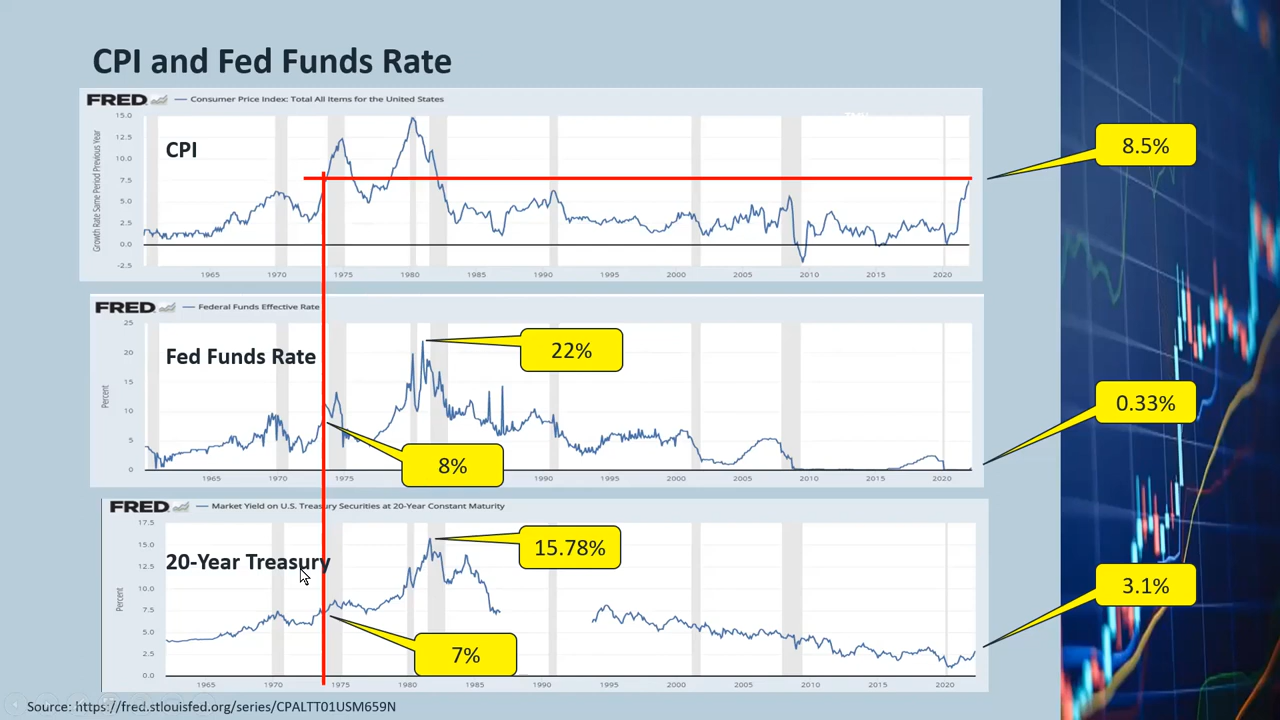 CPI and Fed Funds Rate
FRED — Consumer Price Index: Total All Items for the United States
Growth Rate Same Period Previous Year
15.0
12.5
10.0
7.5
5.0
2.5
0.0
-2.5
CPI
8.5%
1965 1970 1975 1980 1985 1990 1995 2000 2005 2010 2015 2020
FRED — Federal Funds Effective Rate
Percent
25
20
15
10
5
0
Fed Funds Rate
22%
8%
0.33%
1965 1970 1975 1980 1985 1990 1995 2000 2005 2010 2015 2020
FRED — Market Yield on U.S. Treasury Securities at 20-Year Constant Maturity
Percent
17.5
15.0
12.5
10.0
7.5
5.0
2.5
0.0
20-Year Treasury
15.78%
7%
3.1%
1965 1970 1975 1980 1985 1990 1995 2000 2005 2010 2015 2020
Source: https://fred.stlouisfed.org/series/CPALTT01USM659N